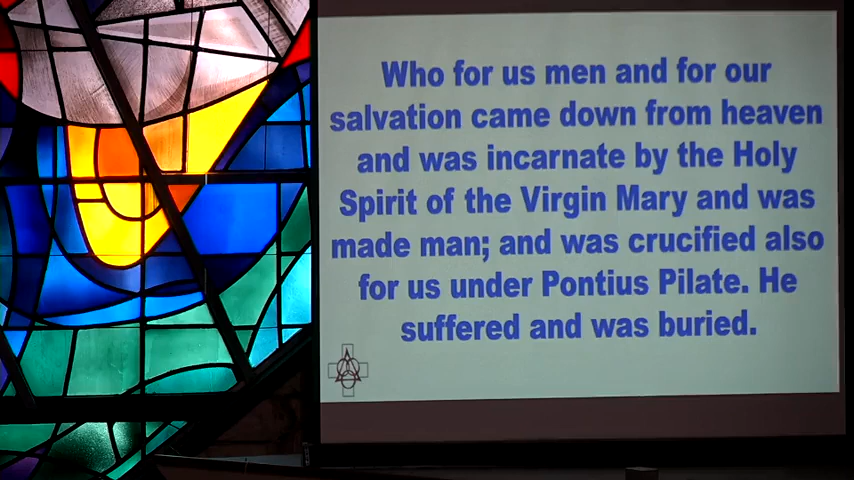 Who for us men and for our
salvation came down from heaven
and was incarnate by the Holy
Spirit of the Virgin Mary and was
made man; and was crucified also
for us under Pontius Pilate. He
suffered and was buried.